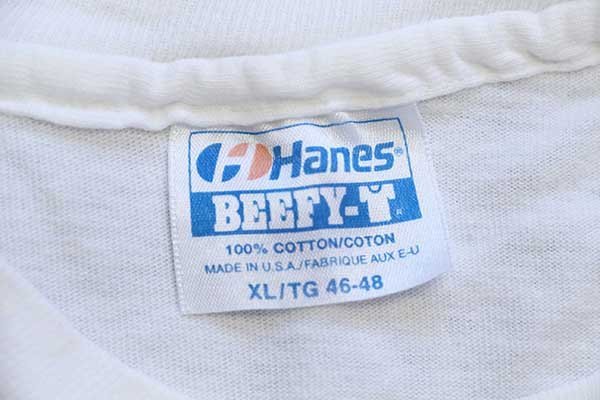 Hanes®
BEEFY-T®
100% COTTON/COTON
MADE IN U.S.A./FABRIQUE AUX E-U
XL/TG 46-48